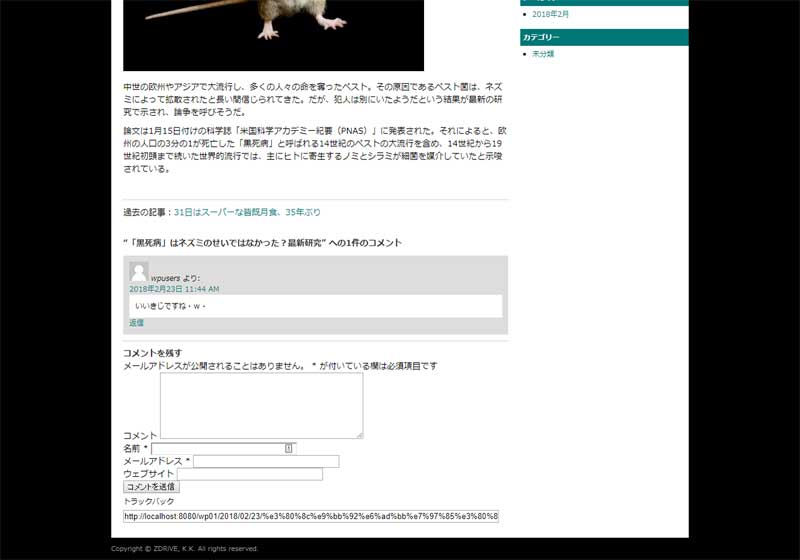 中世の欧州やアジアで大流行し、多くの人々の命を奪ったペスト。その原因であるペスト菌は、ネズ
ミによって拡散されたと長い間信じられてきた。だが、犯人は別にいたようだという結果が最新の研
究で示され、論争を呼びそうだ。
論文は1月15日付けの科学誌「米国科学アカデミー紀要（PNAS）」に発表された。それによると、欧
州の人口の3分の1が死亡した「黒死病」と呼ばれる14世紀のペストの大流行を含め、14世紀から19
世紀初頭まで続いた世界的流行では、主にヒトに寄生するノミとシラミが細菌を媒介していたと示唆
されている。
過去の記事：31日はスーパーな皆既月食、35年ぶり
“「黒死病」はネズミのせいではなかった？最新研究” への1件のコメント
wpusers より:
2018年2月23日 11:44 AM
いいきじですね・w・
返信
コメントを残す
メールアドレスが公開されることはありません。 * が付いている欄は必須項目です
コメント
名前 *
メールアドレス *
ウェブサイト
コメントを送信
トラックバック
http://localhost:8080/wp01/2018/02/23/%e3%80%8c%e9%bb%92%e6%ad%bb%e7%97%85%e3%80%8
2018年2月
カテゴリー
未分類
Copyright © ZDRIVE, K.K. All rights reserved.